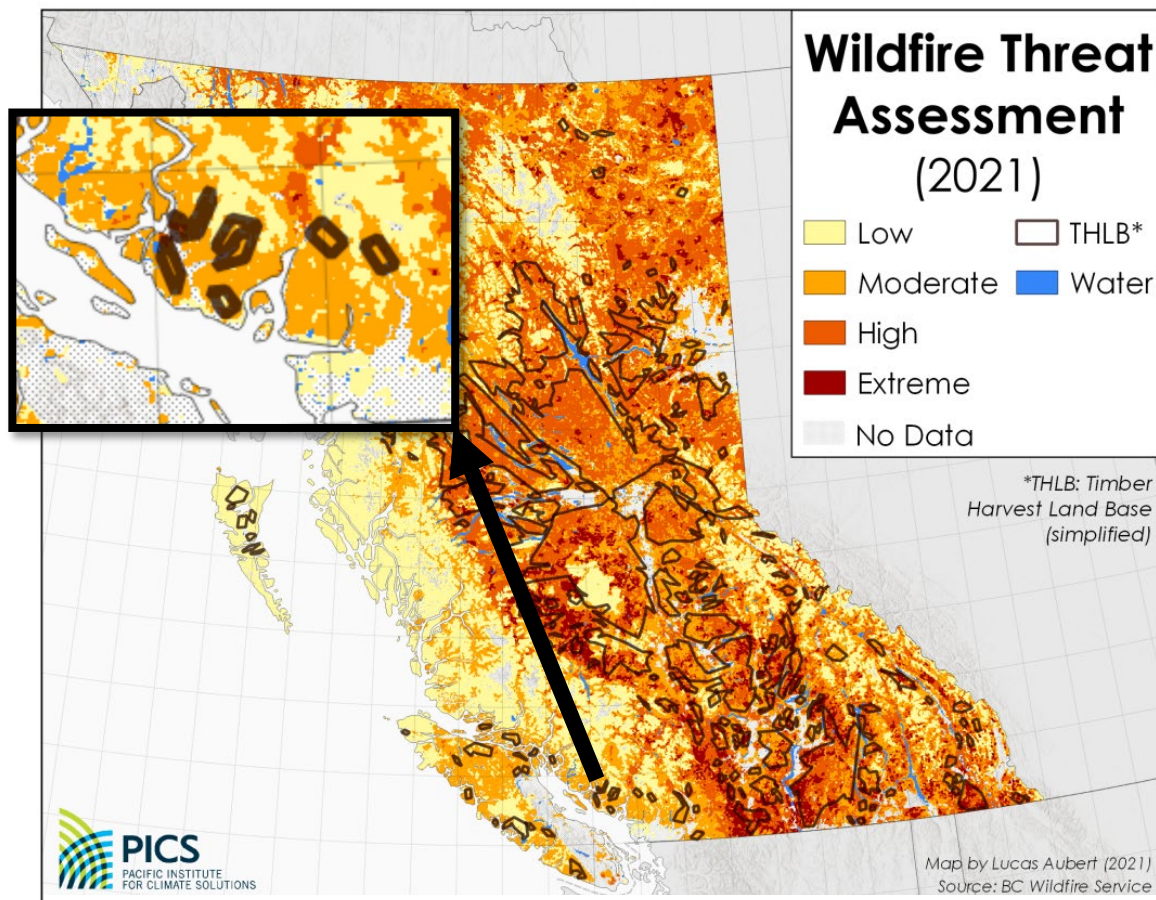 Wildfire Threat
Assessment
(2021)
Low
THLB*
Moderate
Water
High
Extreme
No Data
*THLB: Timber
Harvest Land Base
(simplified)
PICS
PACIFIC INSTITUTE
FOR CLIMATE SOLUTIONS
Map by Lucas Aubert (2021)
Source: BC Wildfire Service